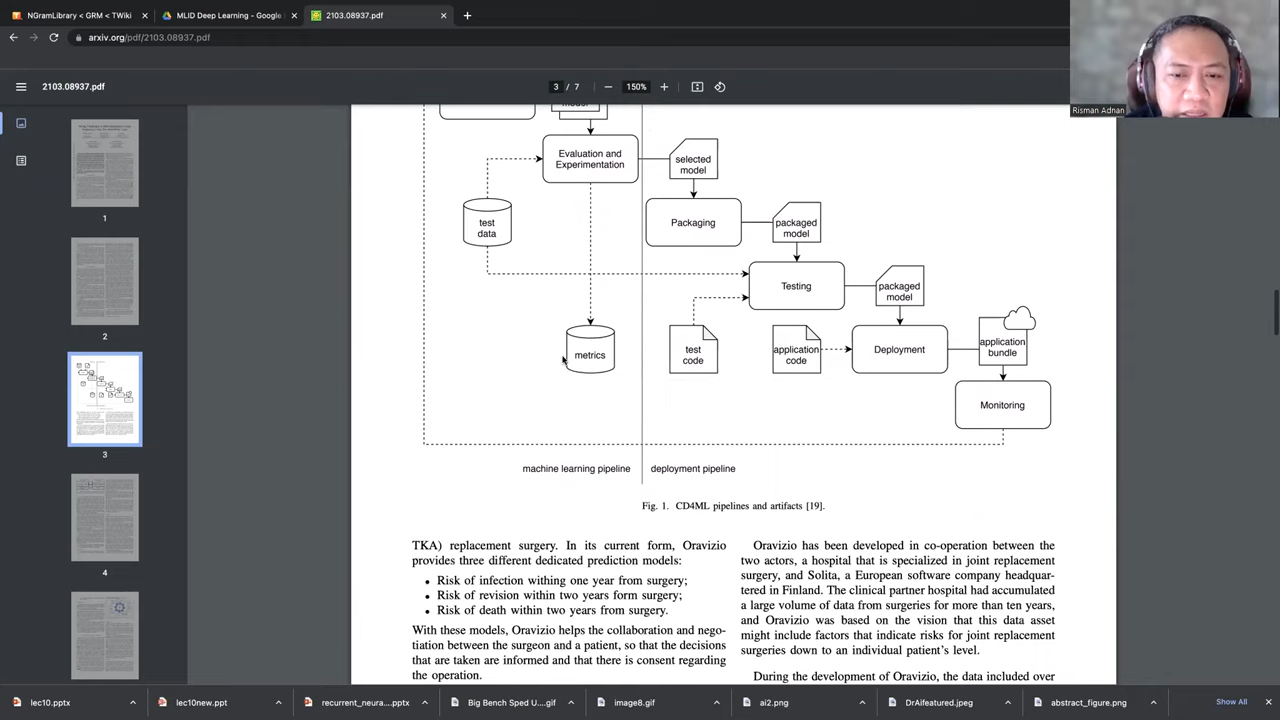 NGramLibrary < GRM < TWiki
MLID Deep Learning - Google
2103.08937.pdf
arxiv.org/pdf/2103.08937.pdf
2103.08937.pdf
3 / 7
150%
Risman Adnan
1
2
3
4
model
Evaluation and
Experimentation
selected
model
test
data
Packaging
packaged
model
Testing
packaged
model
metrics
test
code
application
code
Deployment
application
bundle
Monitoring
machine learning pipeline
deployment pipeline
Fig. 1. CD4ML pipelines and artifacts [19].
TKA) replacement surgery. In its current form, Oravizio
provides three different dedicated prediction models:
• Risk of infection withing one year from surgery;
• Risk of revision within two years form surgery;
• Risk of death within two years from surgery.
With these models, Oravizio helps the collaboration and nego-
tiation between the surgeon and a patient, so that the decisions
that are taken are informed and that there is consent regarding
the operation.
Oravizio has been developed in co-operation between the
two actors, a hospital that is specialized in joint replacement
surgery, and Solita, a European software company headquar-
tered in Finland. The clinical partner hospital had accumulated
a large volume of data from surgeries for more than ten years,
and Oravizio was based on the vision that this data asset
might include factors that indicate risks for joint replacement
surgeries down to an individual patient's level.
During the development of Oravizio, the data included over
lec10.pptx
lec10new.ppt
recurrent_neura....pptx
Big Bench Sped U....gif
image8.gif
ai2.png
DrAifeatured.jpeg
abstract_figure.png
Show All